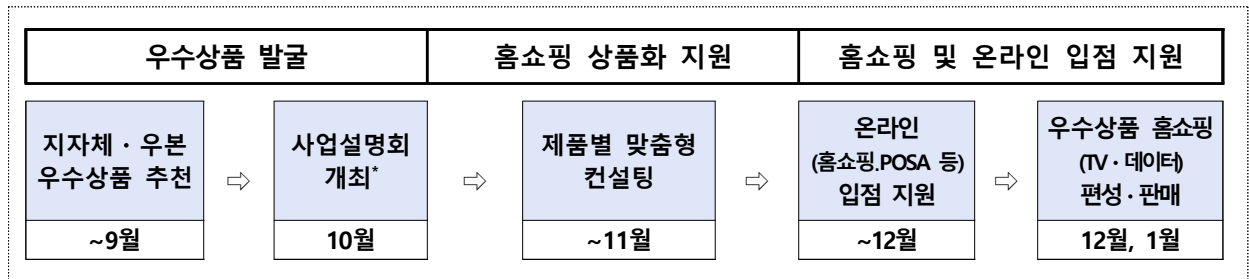 우수상품 발굴
홈쇼핑 상품화 지원
홈쇼핑 및 온라인 입점 지원
지자체·우본
우수상품 추천
~9월
⇨
사업설명회
개최*
10월
⇨
제품별 맞춤형
컨설팅
~11월
⇨
온라인
(홈쇼핑.POSA 등)
입점 지원
~12월
⇨
우수상품 홈쇼핑
(TV·데이터)
편성·판매
12월, 1월